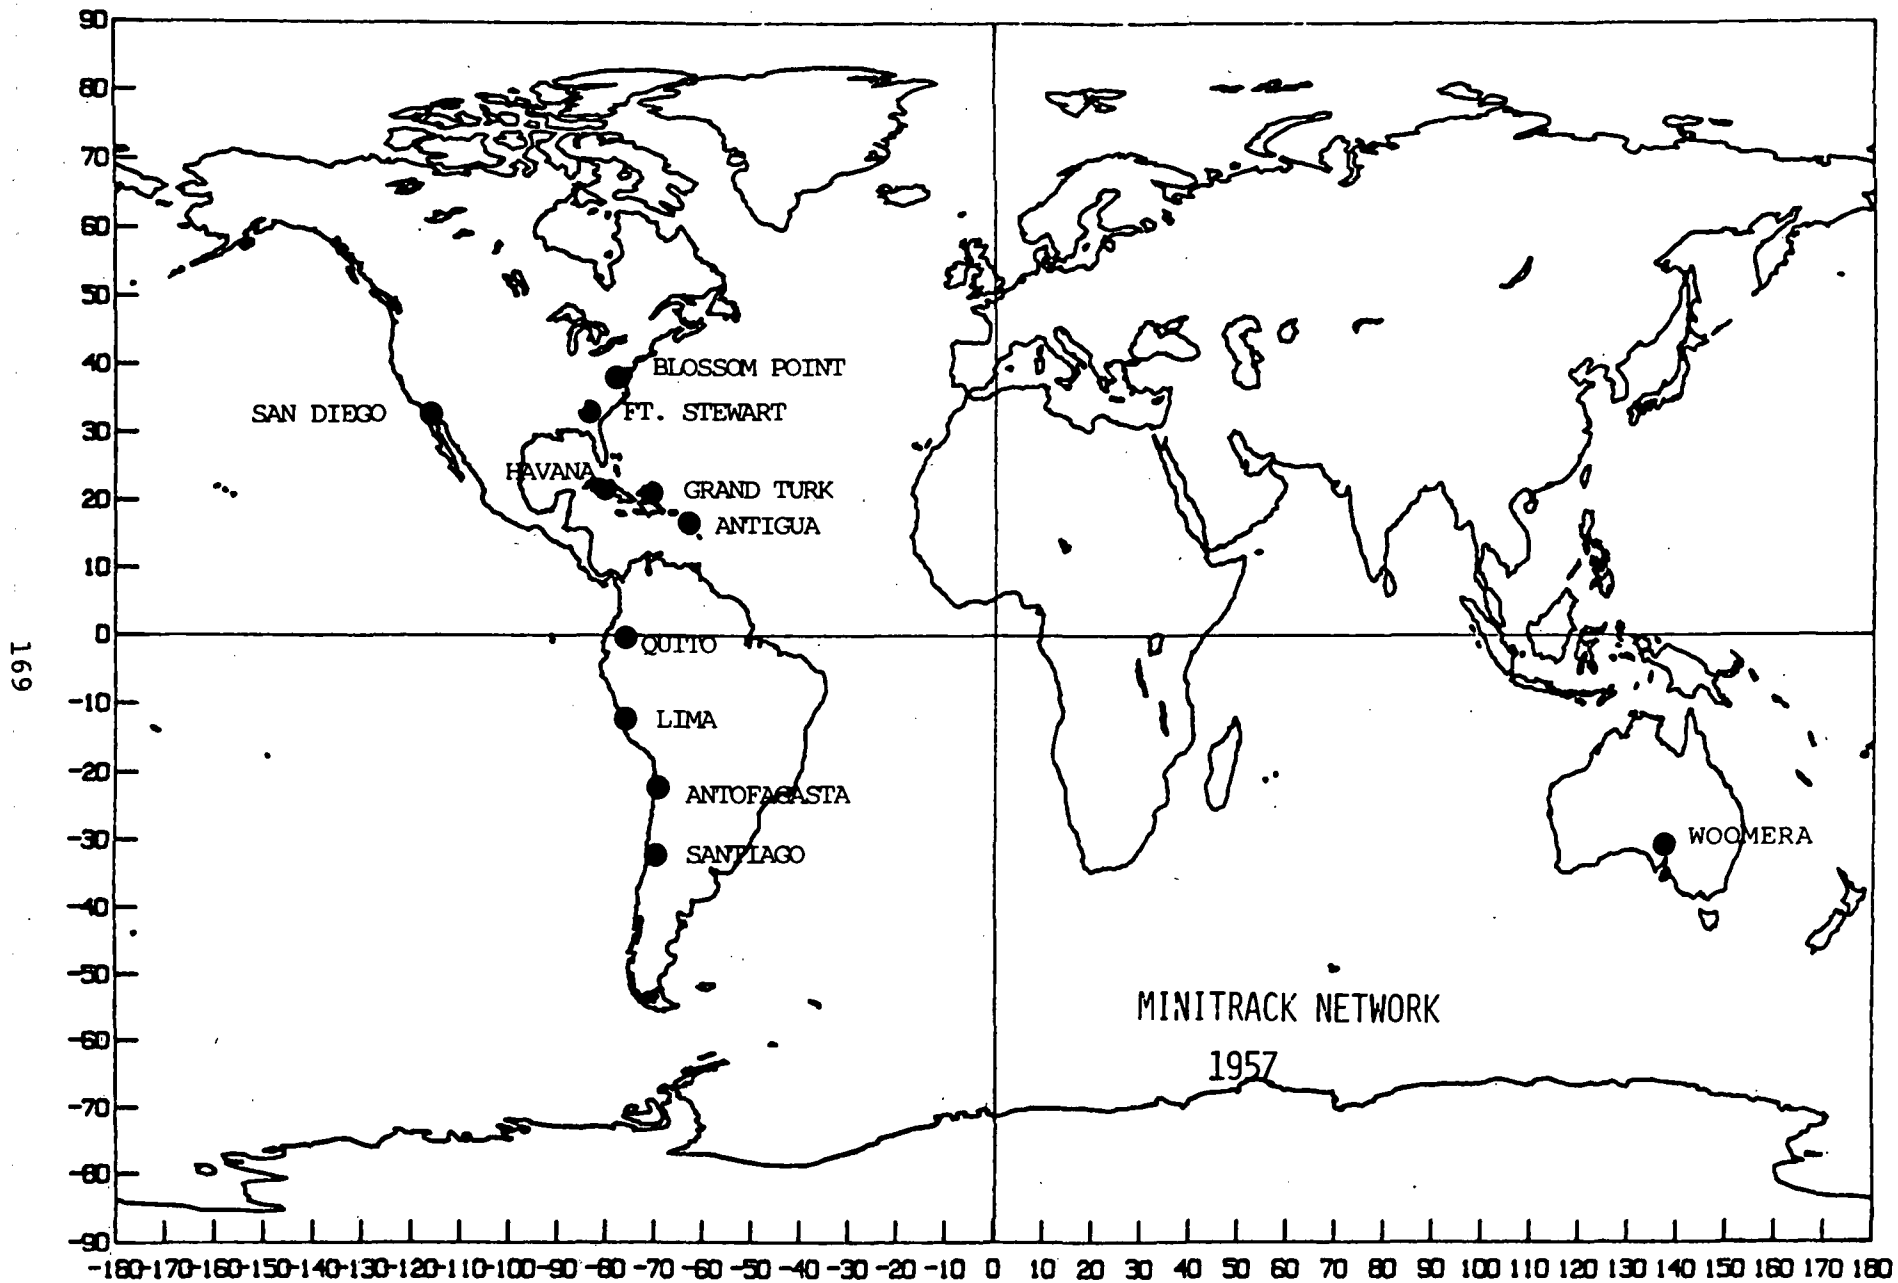 90
80
70
60
50
40
30
20
10
0
-10
-20
-30
-40
-50
-60
-70
-80
-90
BLOSSOM POINT
SAN DIEGO
FT. STEWART
HAVANA
GRAND TURK
ANTIGUA
QUITO
LIMA
ANTOFAGASTA
SANTIAGO
WOOMERA
MINITRACK NETWORK
1957
-180 -170 -160 -150 -140 -130 -120 -110 -100 -90 -80 -70 -60 -50 -40 -30 -20 -10 0 10 20 30 40 50 60 70 80 90 100 110 120 130 140 150 160 170 180
169